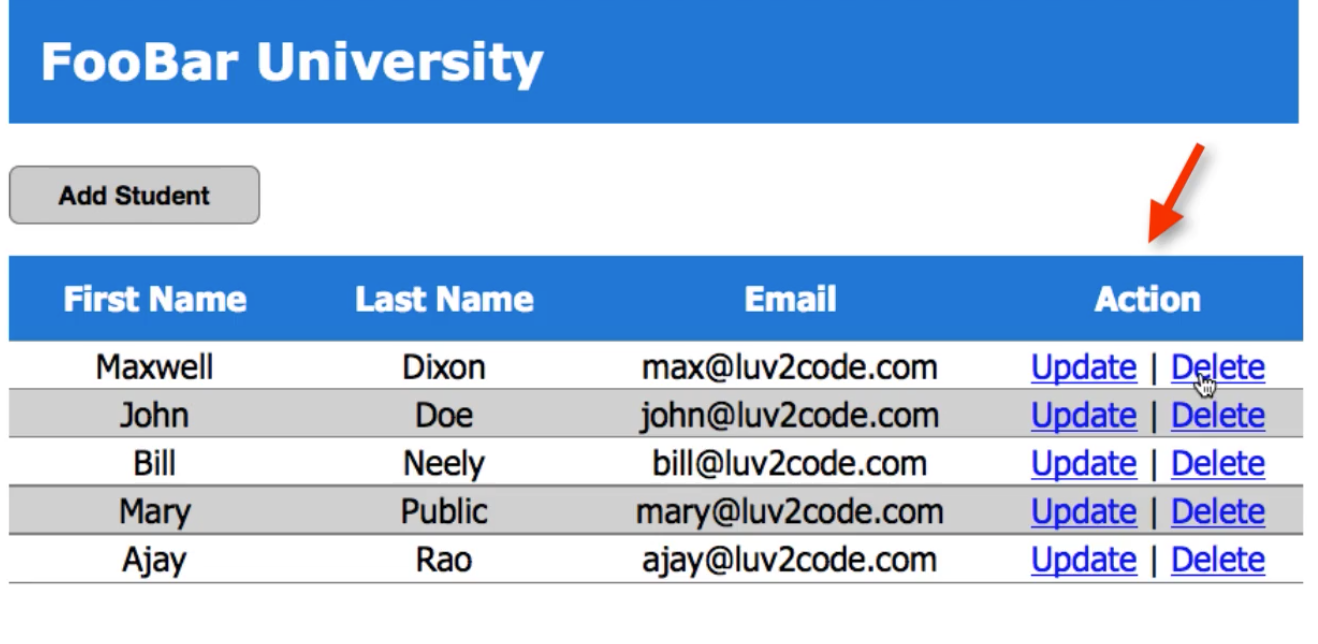 FooBar University
Add Student
First Name Last Name Email Action
Maxwell Dixon max@luv2code.com Update | Delete
John Doe john@luv2code.com Update | Delete
Bill Neely bill@luv2code.com Update | Delete
Mary Public mary@luv2code.com Update | Delete
Ajay Rao ajay@luv2code.com Update | Delete